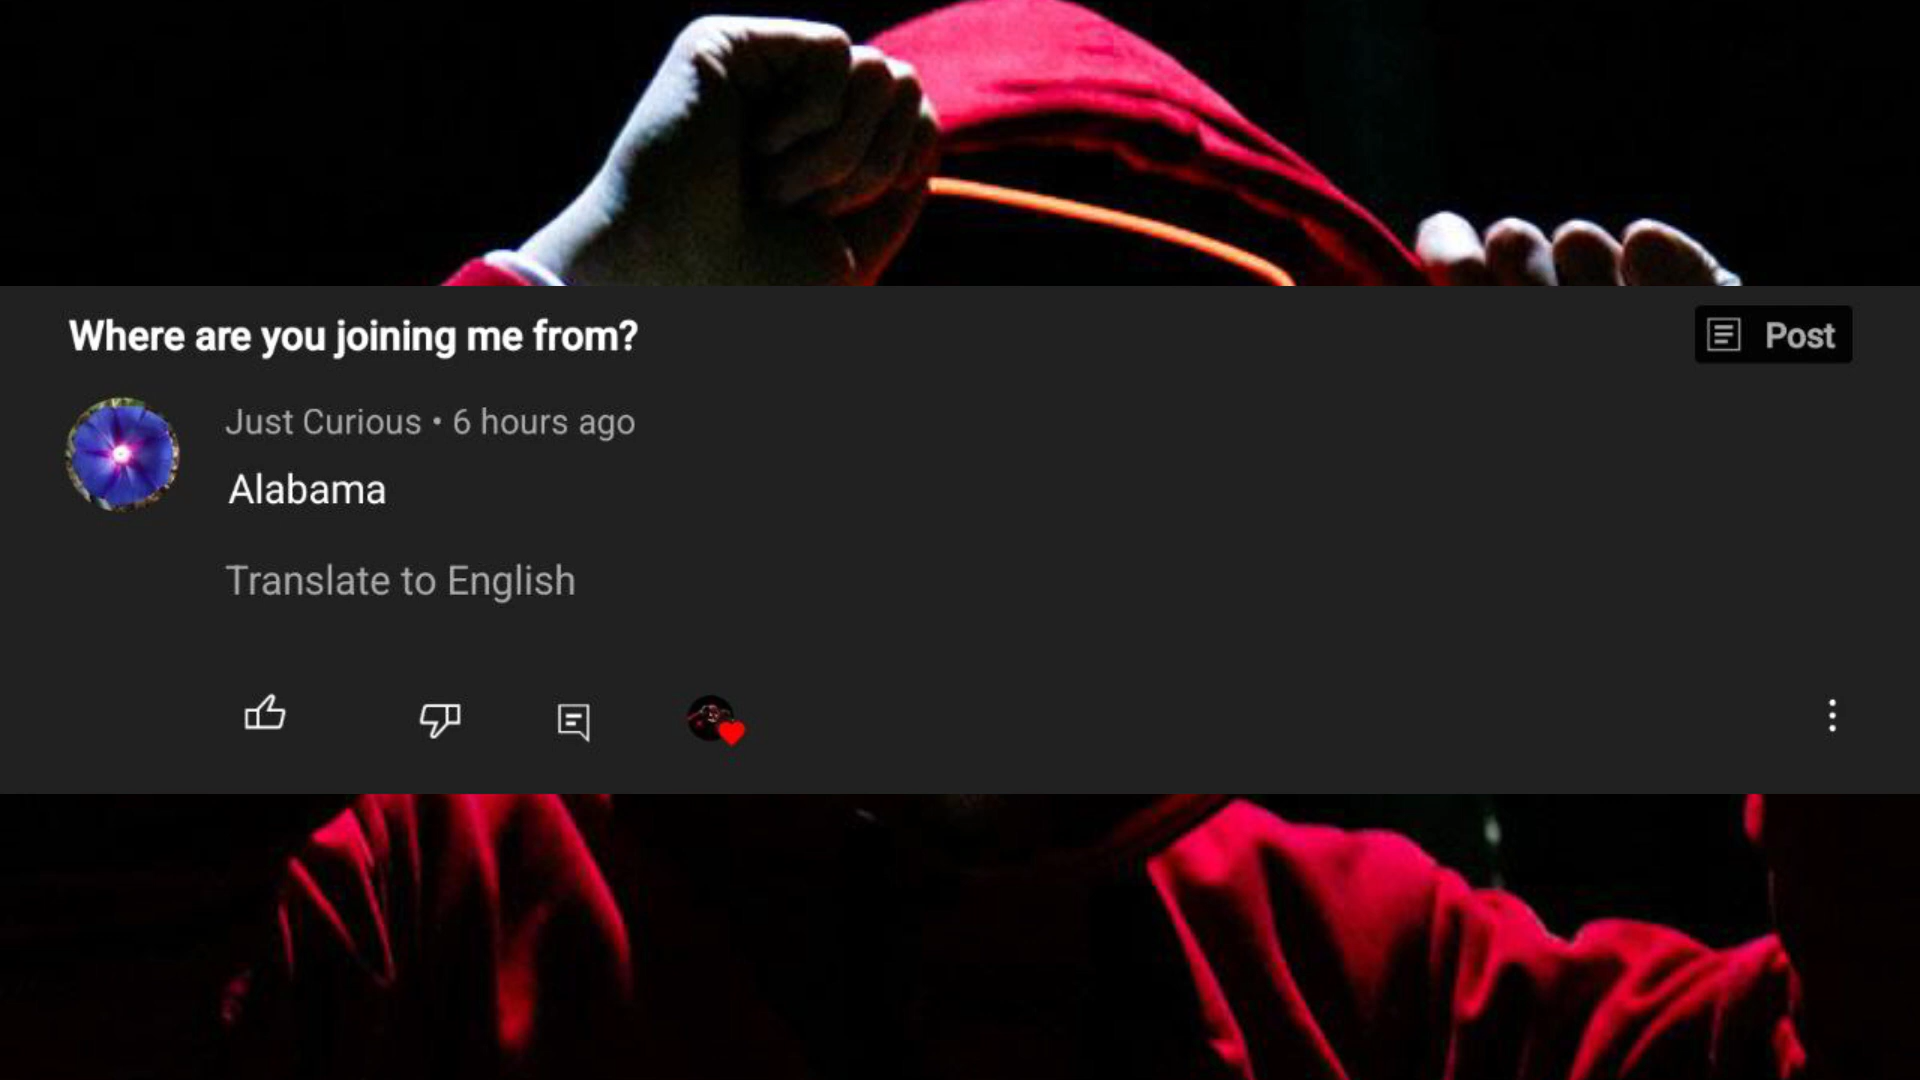 Where are you joining me from?
Post
Just Curious • 6 hours ago
Alabama
Translate to English